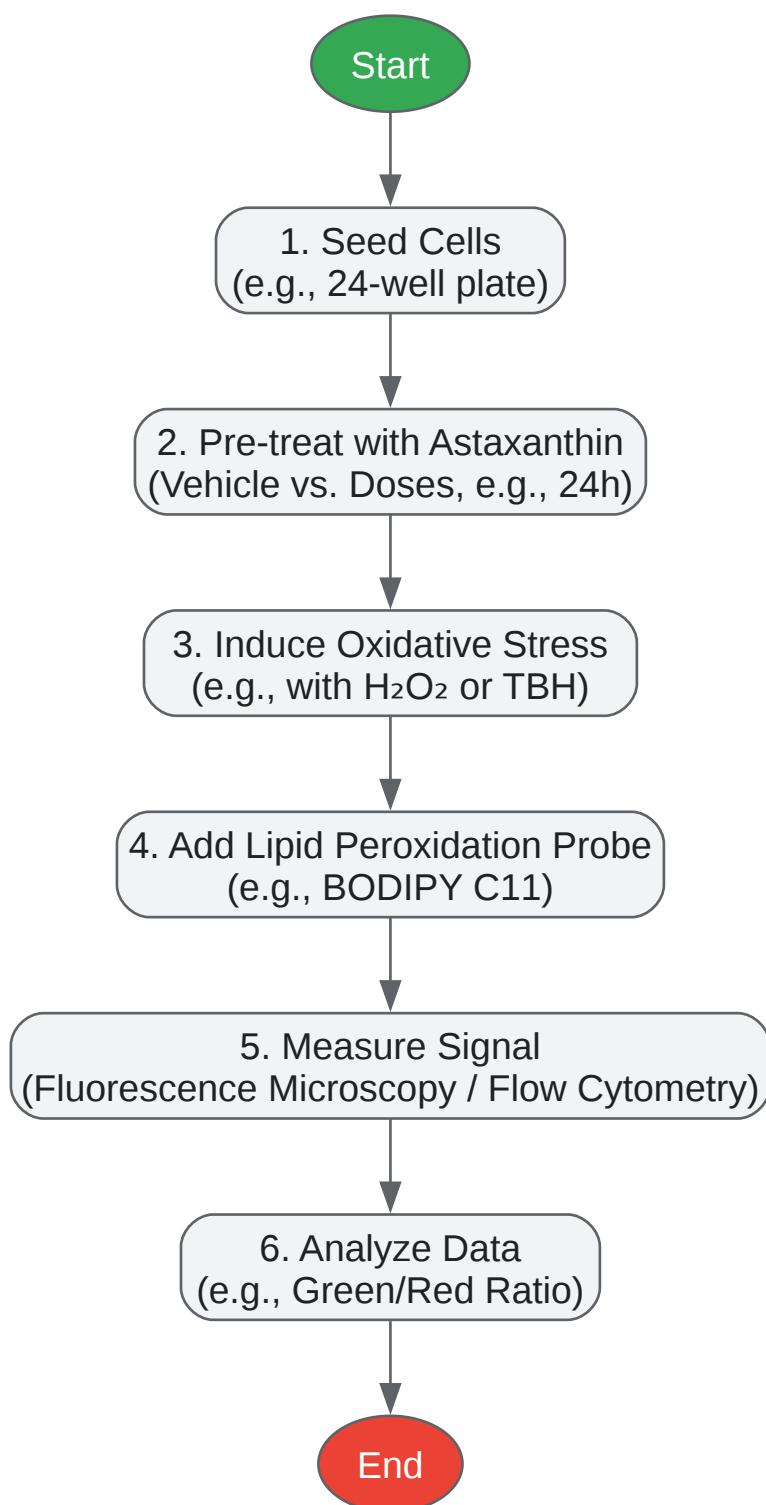 Start
1. Seed Cells
(e.g., 24-well plate)
2. Pre-treat with Astaxanthin
(Vehicle vs. Doses, e.g., 24h)
3. Induce Oxidative Stress
(e.g., with H₂O₂ or TBH)
4. Add Lipid Peroxidation Probe
(e.g., BODIPY C11)
5. Measure Signal
(Fluorescence Microscopy / Flow Cytometry)
6. Analyze Data
(e.g., Green/Red Ratio)
End